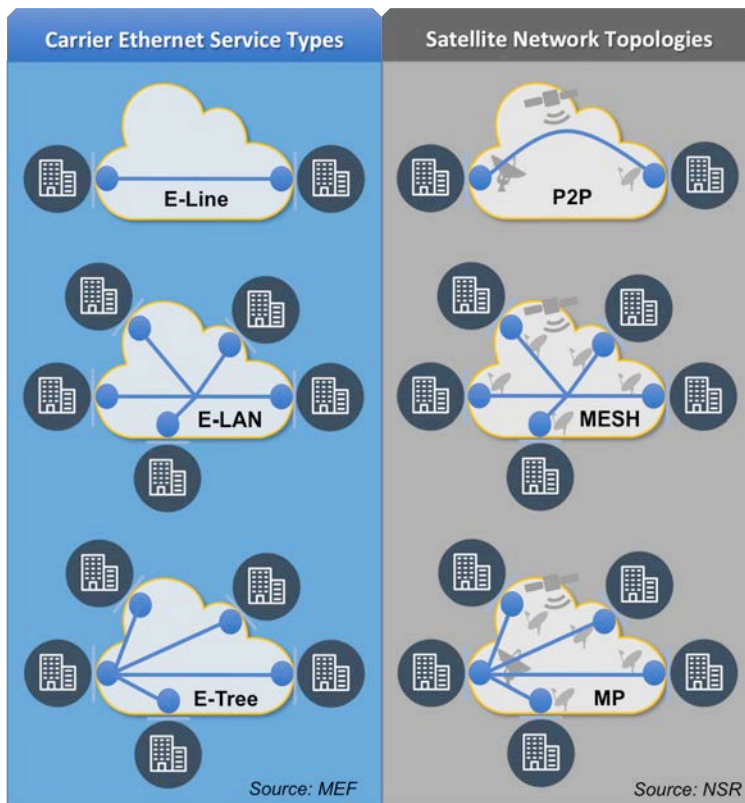 Carrier Ethernet Service Types
Satellite Network Topologies
E-Line
P2P
E-LAN
MESH
E-Tree
MP
Source: MEF
Source: NSR